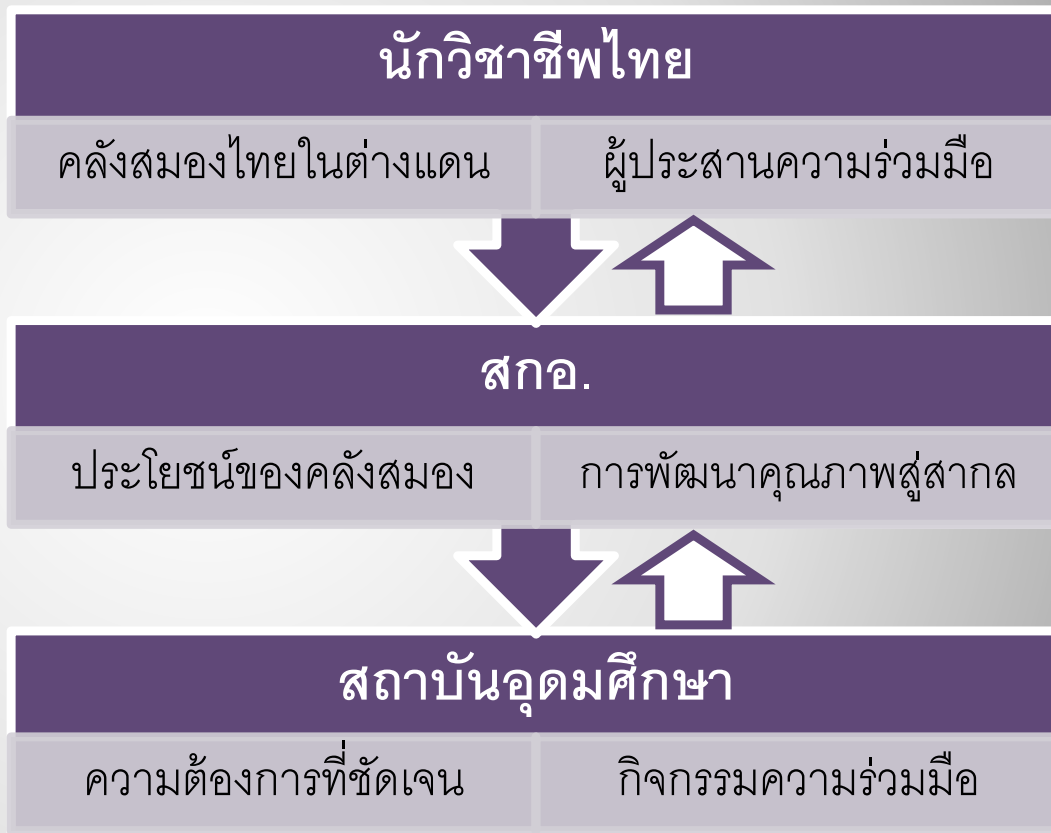 นักวิชาชีพไทย
คลังสมองไทยในต่างแดน ผู้ประสานความร่วมมือ
สกอ.
ประโยชน์ของคลังสมอง การพัฒนาคุณภาพสู่สากล
สถาบันอุดมศึกษา
ความต้องการที่ชัดเจน กิจกรรมความร่วมมือ